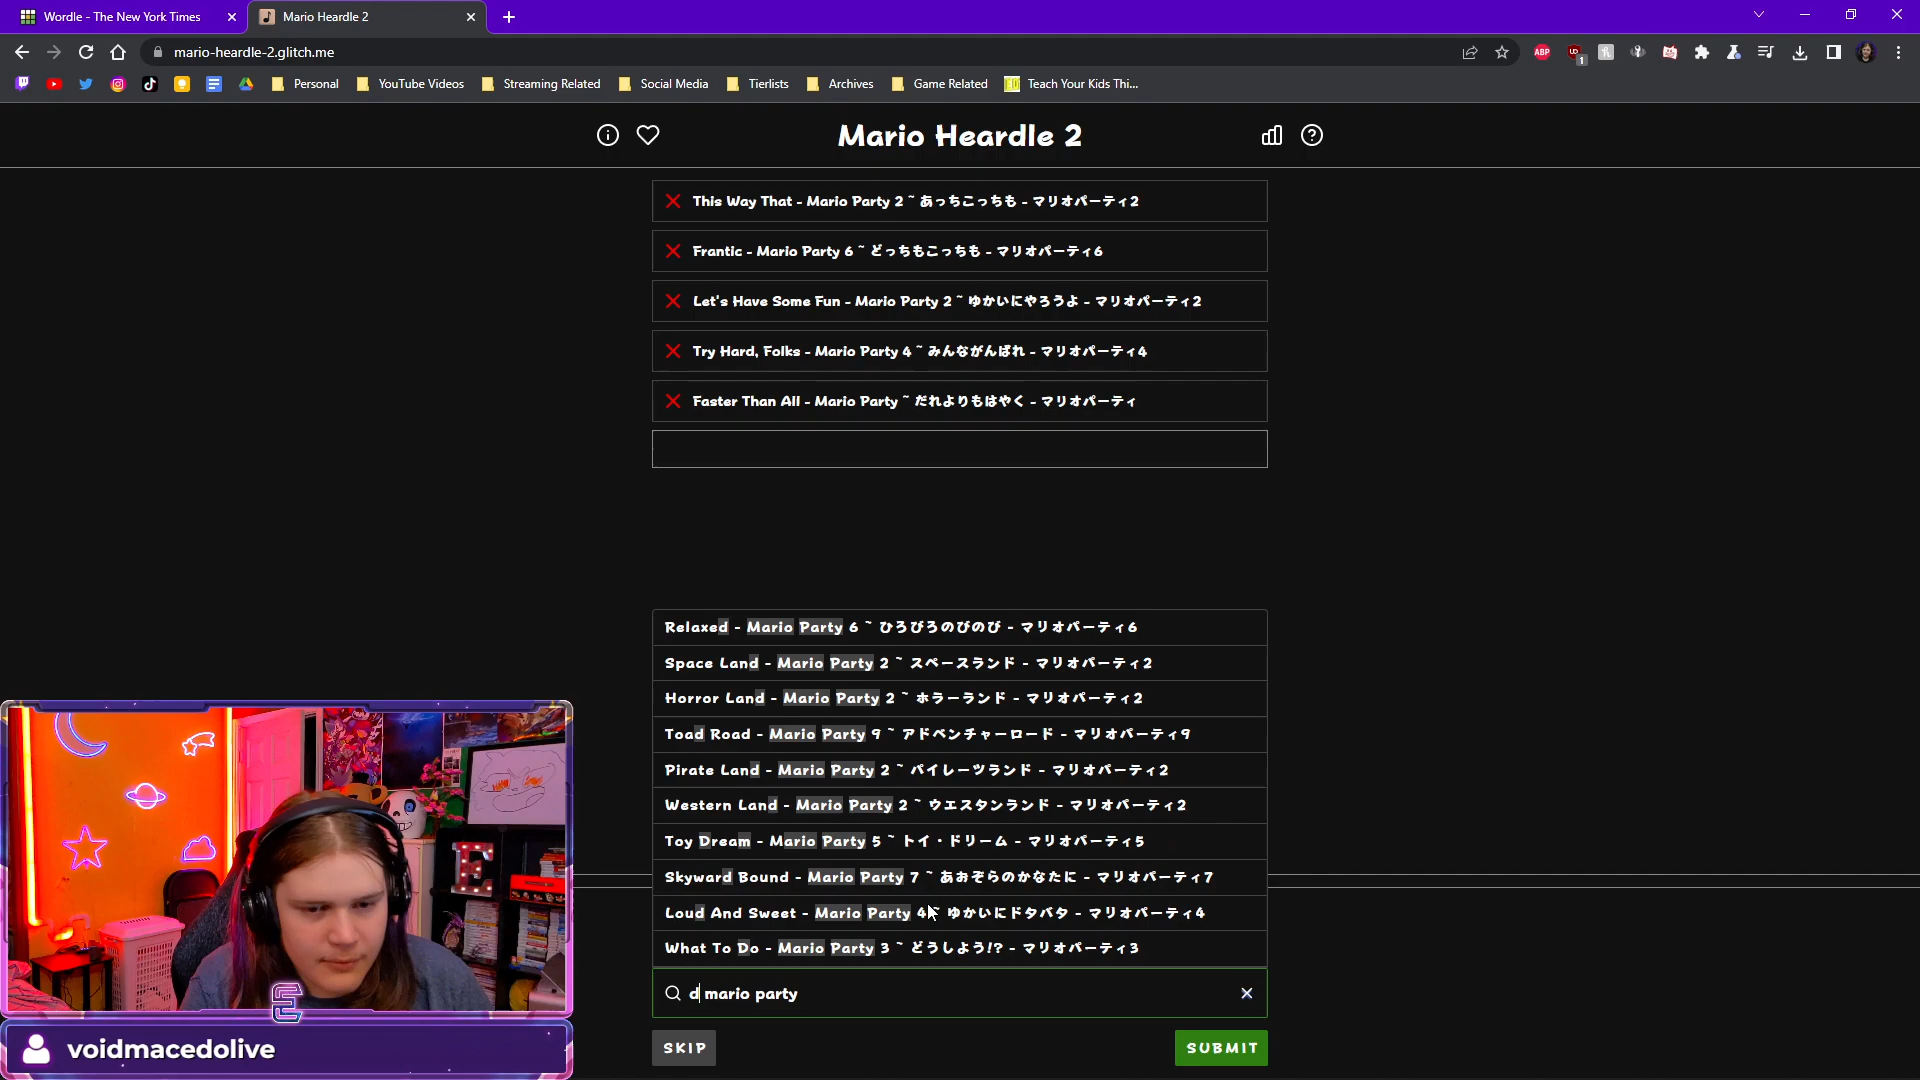 Wordle - The New York Times
Mario Heardle 2
mario-heardle-2.glitch.me
ABP
UD
1
Personal
YouTube Videos
Streaming Related
Social Media
Tierlists
Archives
Game Related
Teach Your Kids Thi...
Mario Heardle 2
This Way That - Mario Party 2 ~ あっちこっちも - マリオパーティ2
Frantic - Mario Party 6 ~ どっちもこっちも - マリオパーティ6
Let's Have Some Fun - Mario Party 2 ~ ゆかいにやろうよ - マリオパーティ2
Try Hard, Folks - Mario Party 4 ~ みんながんばれ - マリオパーティ4
Faster Than All - Mario Party ~ だれよりもはやく - マリオパーティ
Relaxed - Mario Party 6 ~ ひろびろのびのび - マリオパーティ6
Space Land - Mario Party 2 ~ スペースランド - マリオパーティ2
Horror Land - Mario Party 2 ~ ホラーランド - マリオパーティ2
Toad Road - Mario Party 9 ~ アドベンチャーロード - マリオパーティ9
Pirate Land - Mario Party 2 ~ パイレーツランド - マリオパーティ2
Western Land - Mario Party 2 ~ ウエスタンランド - マリオパーティ2
Toy Dream - Mario Party 5 ~ トイ・ドリーム - マリオパーティ5
Skyward Bound - Mario Party 7 ~ あおぞらのかなたに - マリオパーティ7
Loud And Sweet - Mario Party 4 ~ ゆかいにドタバタ - マリオパーティ4
What To Do - Mario Party 3 ~ どうしよう!? - マリオパーティ3
d mario party
SKIP
SUBMIT
E
E
voidmacedolive